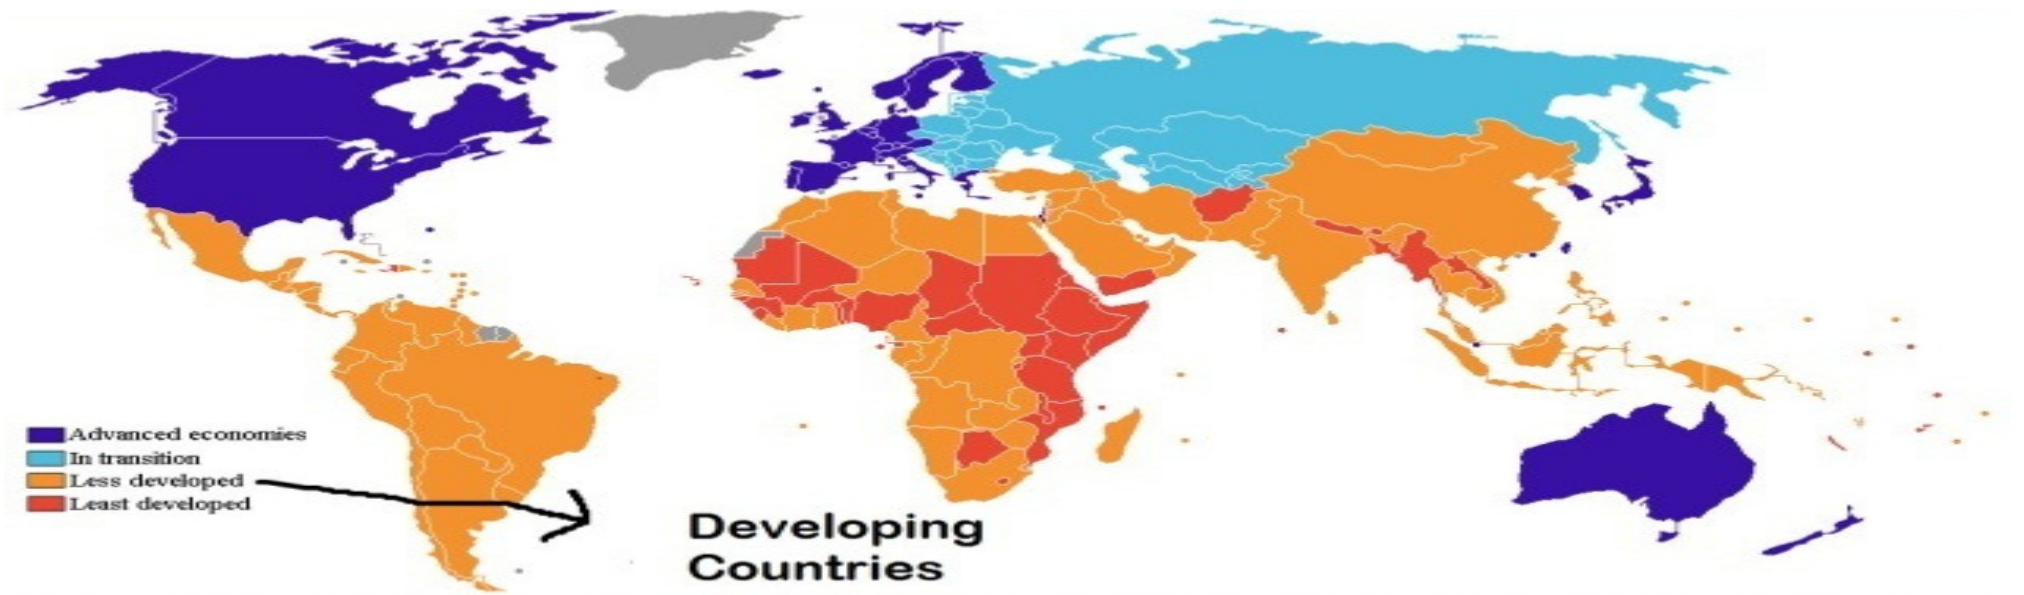 Advanced economies
In transition
Less developed
Least developed
Developing
Countries